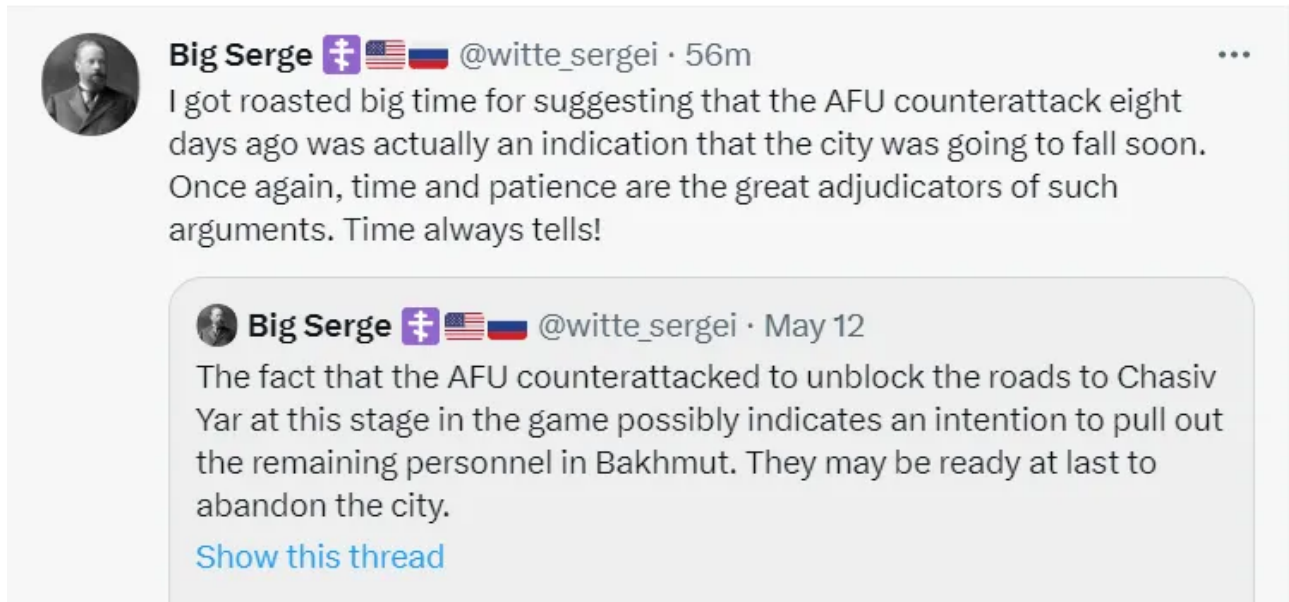 Big Serge ☦️🇺🇸🇷🇺 @witte_sergei · 56m
I got roasted big time for suggesting that the AFU counterattack eight
days ago was actually an indication that the city was going to fall soon.
Once again, time and patience are the great adjudicators of such
arguments. Time always tells!
Big Serge ☦️🇺🇸🇷🇺 @witte_sergei · May 12
The fact that the AFU counterattacked to unblock the roads to Chasiv
Yar at this stage in the game possibly indicates an intention to pull out
the remaining personnel in Bakhmut. They may be ready at last to
abandon the city.
Show this thread